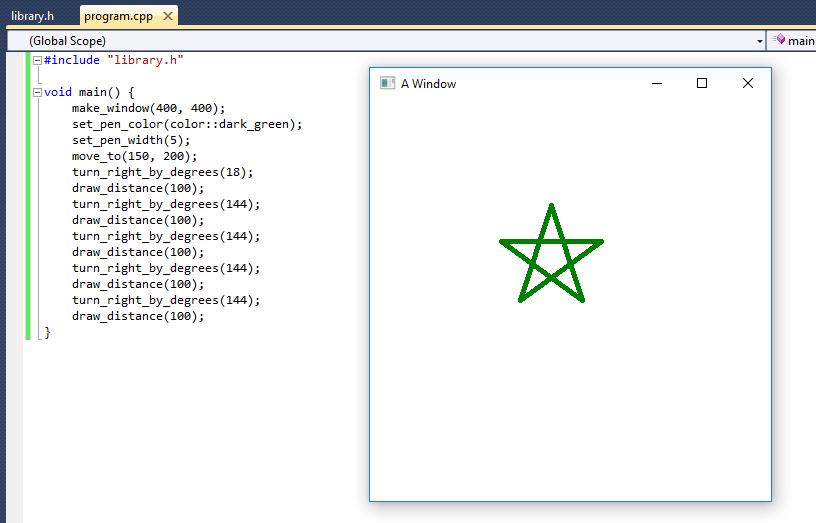 library.h program.cpp
(Global Scope) main
#include "library.h"
void main() {
    make_window(400, 400);
    set_pen_color(color::dark_green);
    set_pen_width(5);
    move_to(150, 200);
    turn_right_by_degrees(18);
    draw_distance(100);
    turn_right_by_degrees(144);
    draw_distance(100);
    turn_right_by_degrees(144);
    draw_distance(100);
    turn_right_by_degrees(144);
    draw_distance(100);
    turn_right_by_degrees(144);
    draw_distance(100);
}
A Window